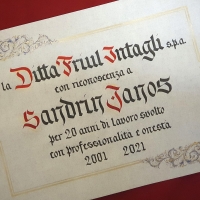 la Ditta Friul Intagli s.p.a.
con riconoscenza a
Sandrin Janos
per 20 anni di lavoro svolto
con professionalità e onestà
2001 2021